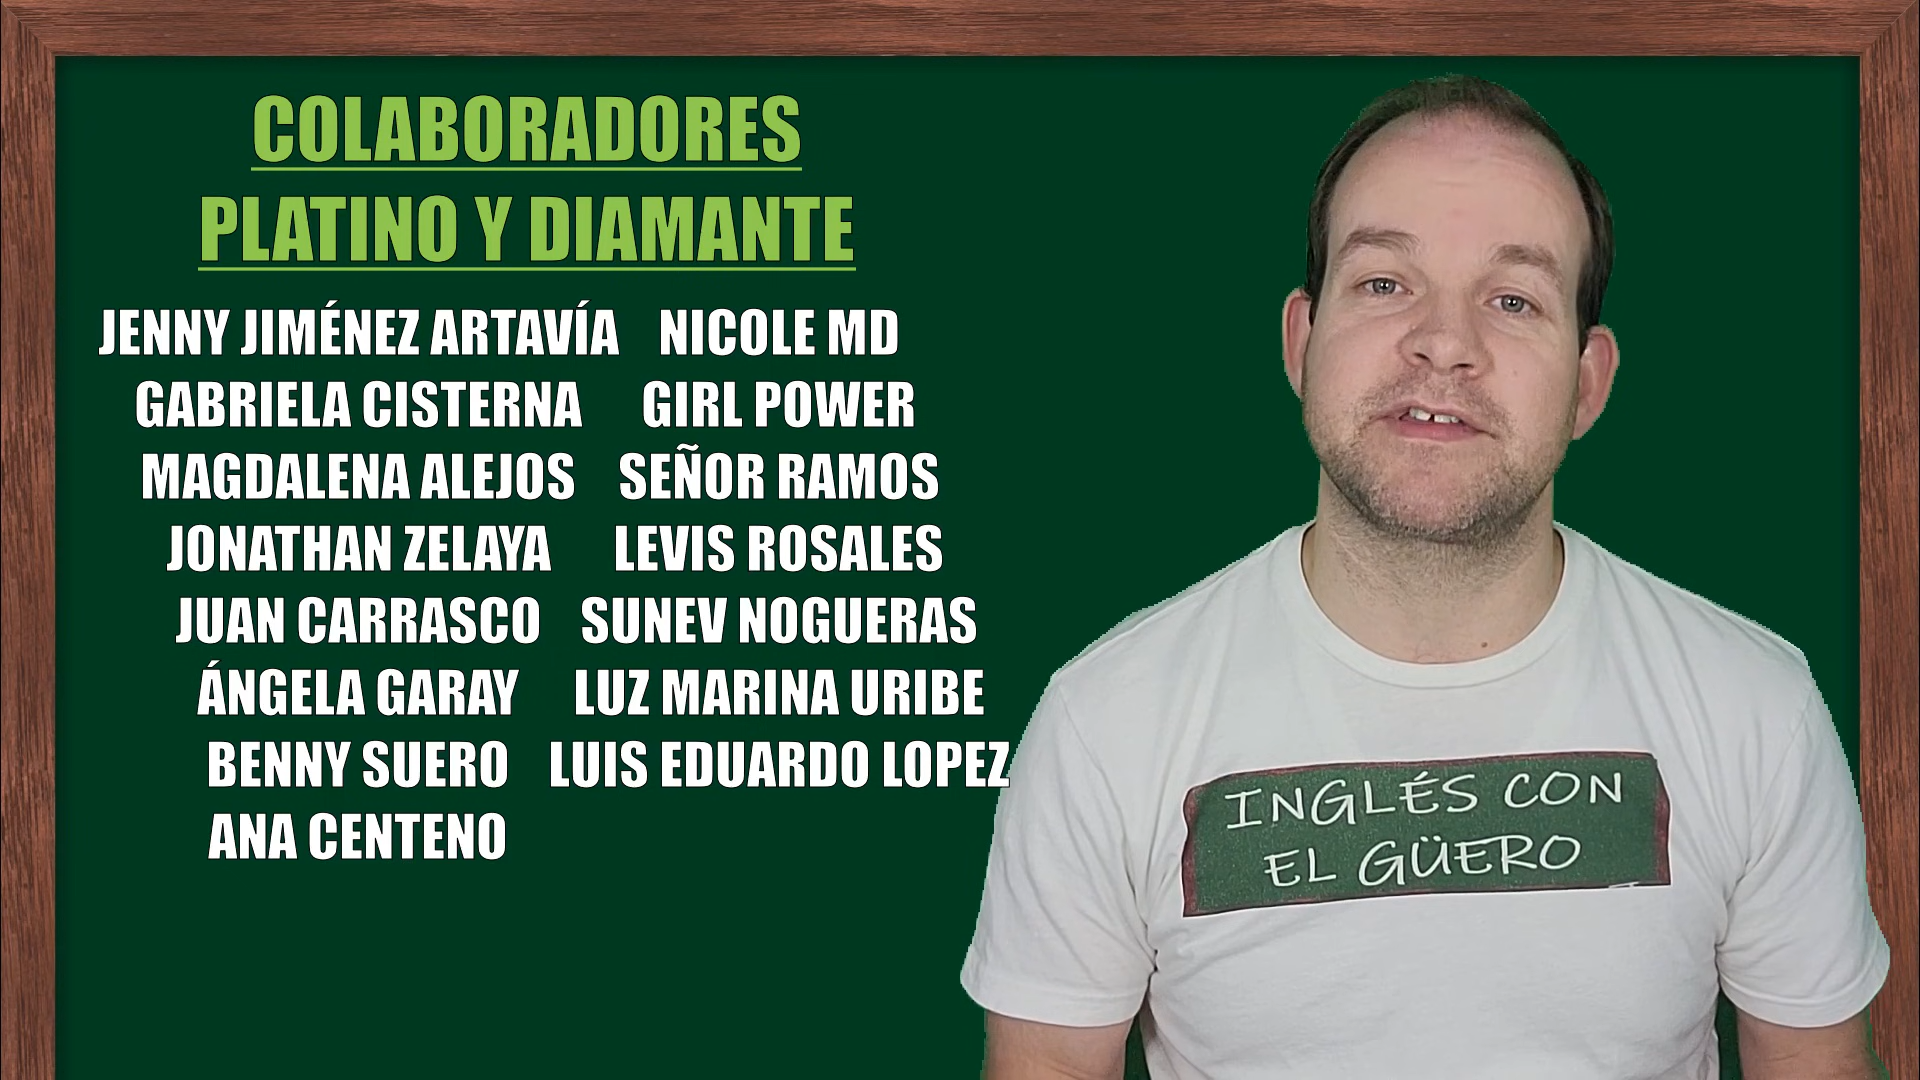 COLABORADORES
PLATINO Y DIAMANTE
JENNY JIMÉNEZ ARTAVÍA
GABRIELA CISTERNA
MAGDALENA ALEJOS
JONATHAN ZELAYA
JUAN CARRASCO
ÁNGELA GARAY
BENNY SUERO
ANA CENTENO
NICOLE MD
GIRL POWER
SEÑOR RAMOS
LEVIS ROSALES
SUNEV NOGUERAS
LUZ MARINA URIBE
LUIS EDUARDO LOPEZ
INGLÉS CON
EL GÜERO